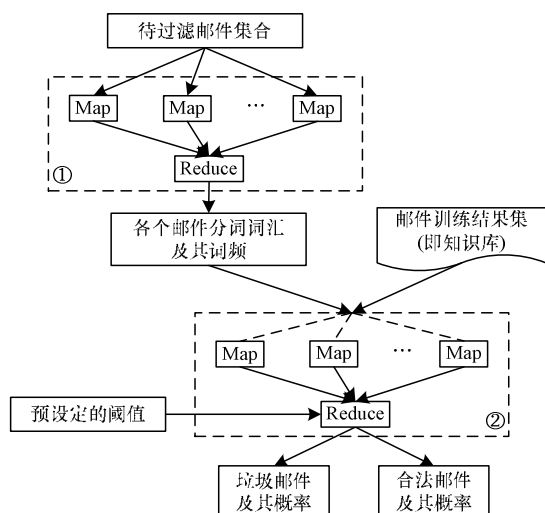 待过滤邮件集合
Map Map … Map
Reduce
①
各个邮件分词词汇
及其词频
邮件训练结果集
(即知识库)
Map Map … Map
预设定的阈值
Reduce
②
垃圾邮件
及其概率
合法邮件
及其概率